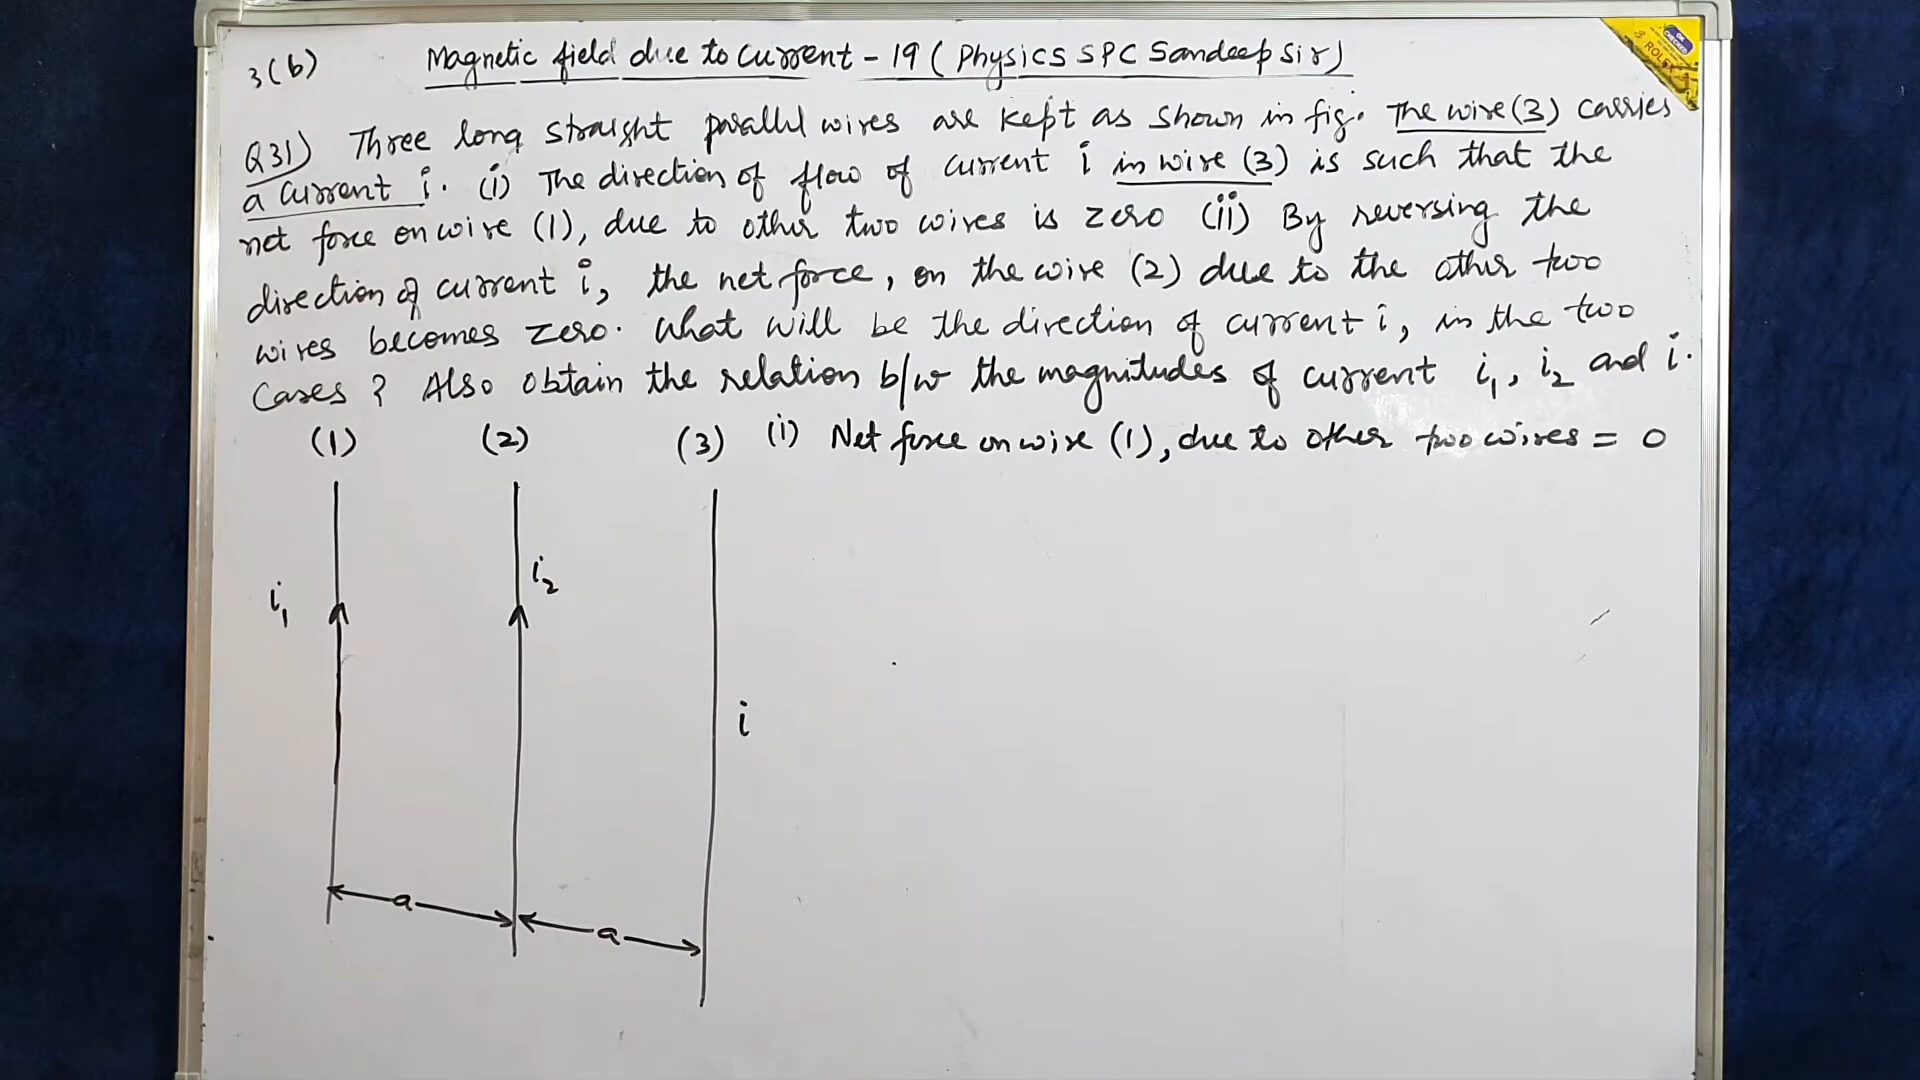 3(b) Magnetic field due to current - 19 (Physics SPC Sandeep Sir)
Q31) Three long straight parallel wires are kept as shown in fig. The wire (3) carries
a current i. (i) The direction of flow of current i in wire (3) is such that the
net force on wire (1), due to other two wires is zero (ii) By reversing the
direction of current i, the net force, on the wire (2) due to the other two
wires becomes zero. What will be the direction of current i, in the two
Cases? Also obtain the relation b/w the magnitudes of current i₁, i₂ and i.
(1) (2) (3) (i) Net force on wire (1), due to other two wires = 0
i₂
i₁
i
a
a
ROLEX